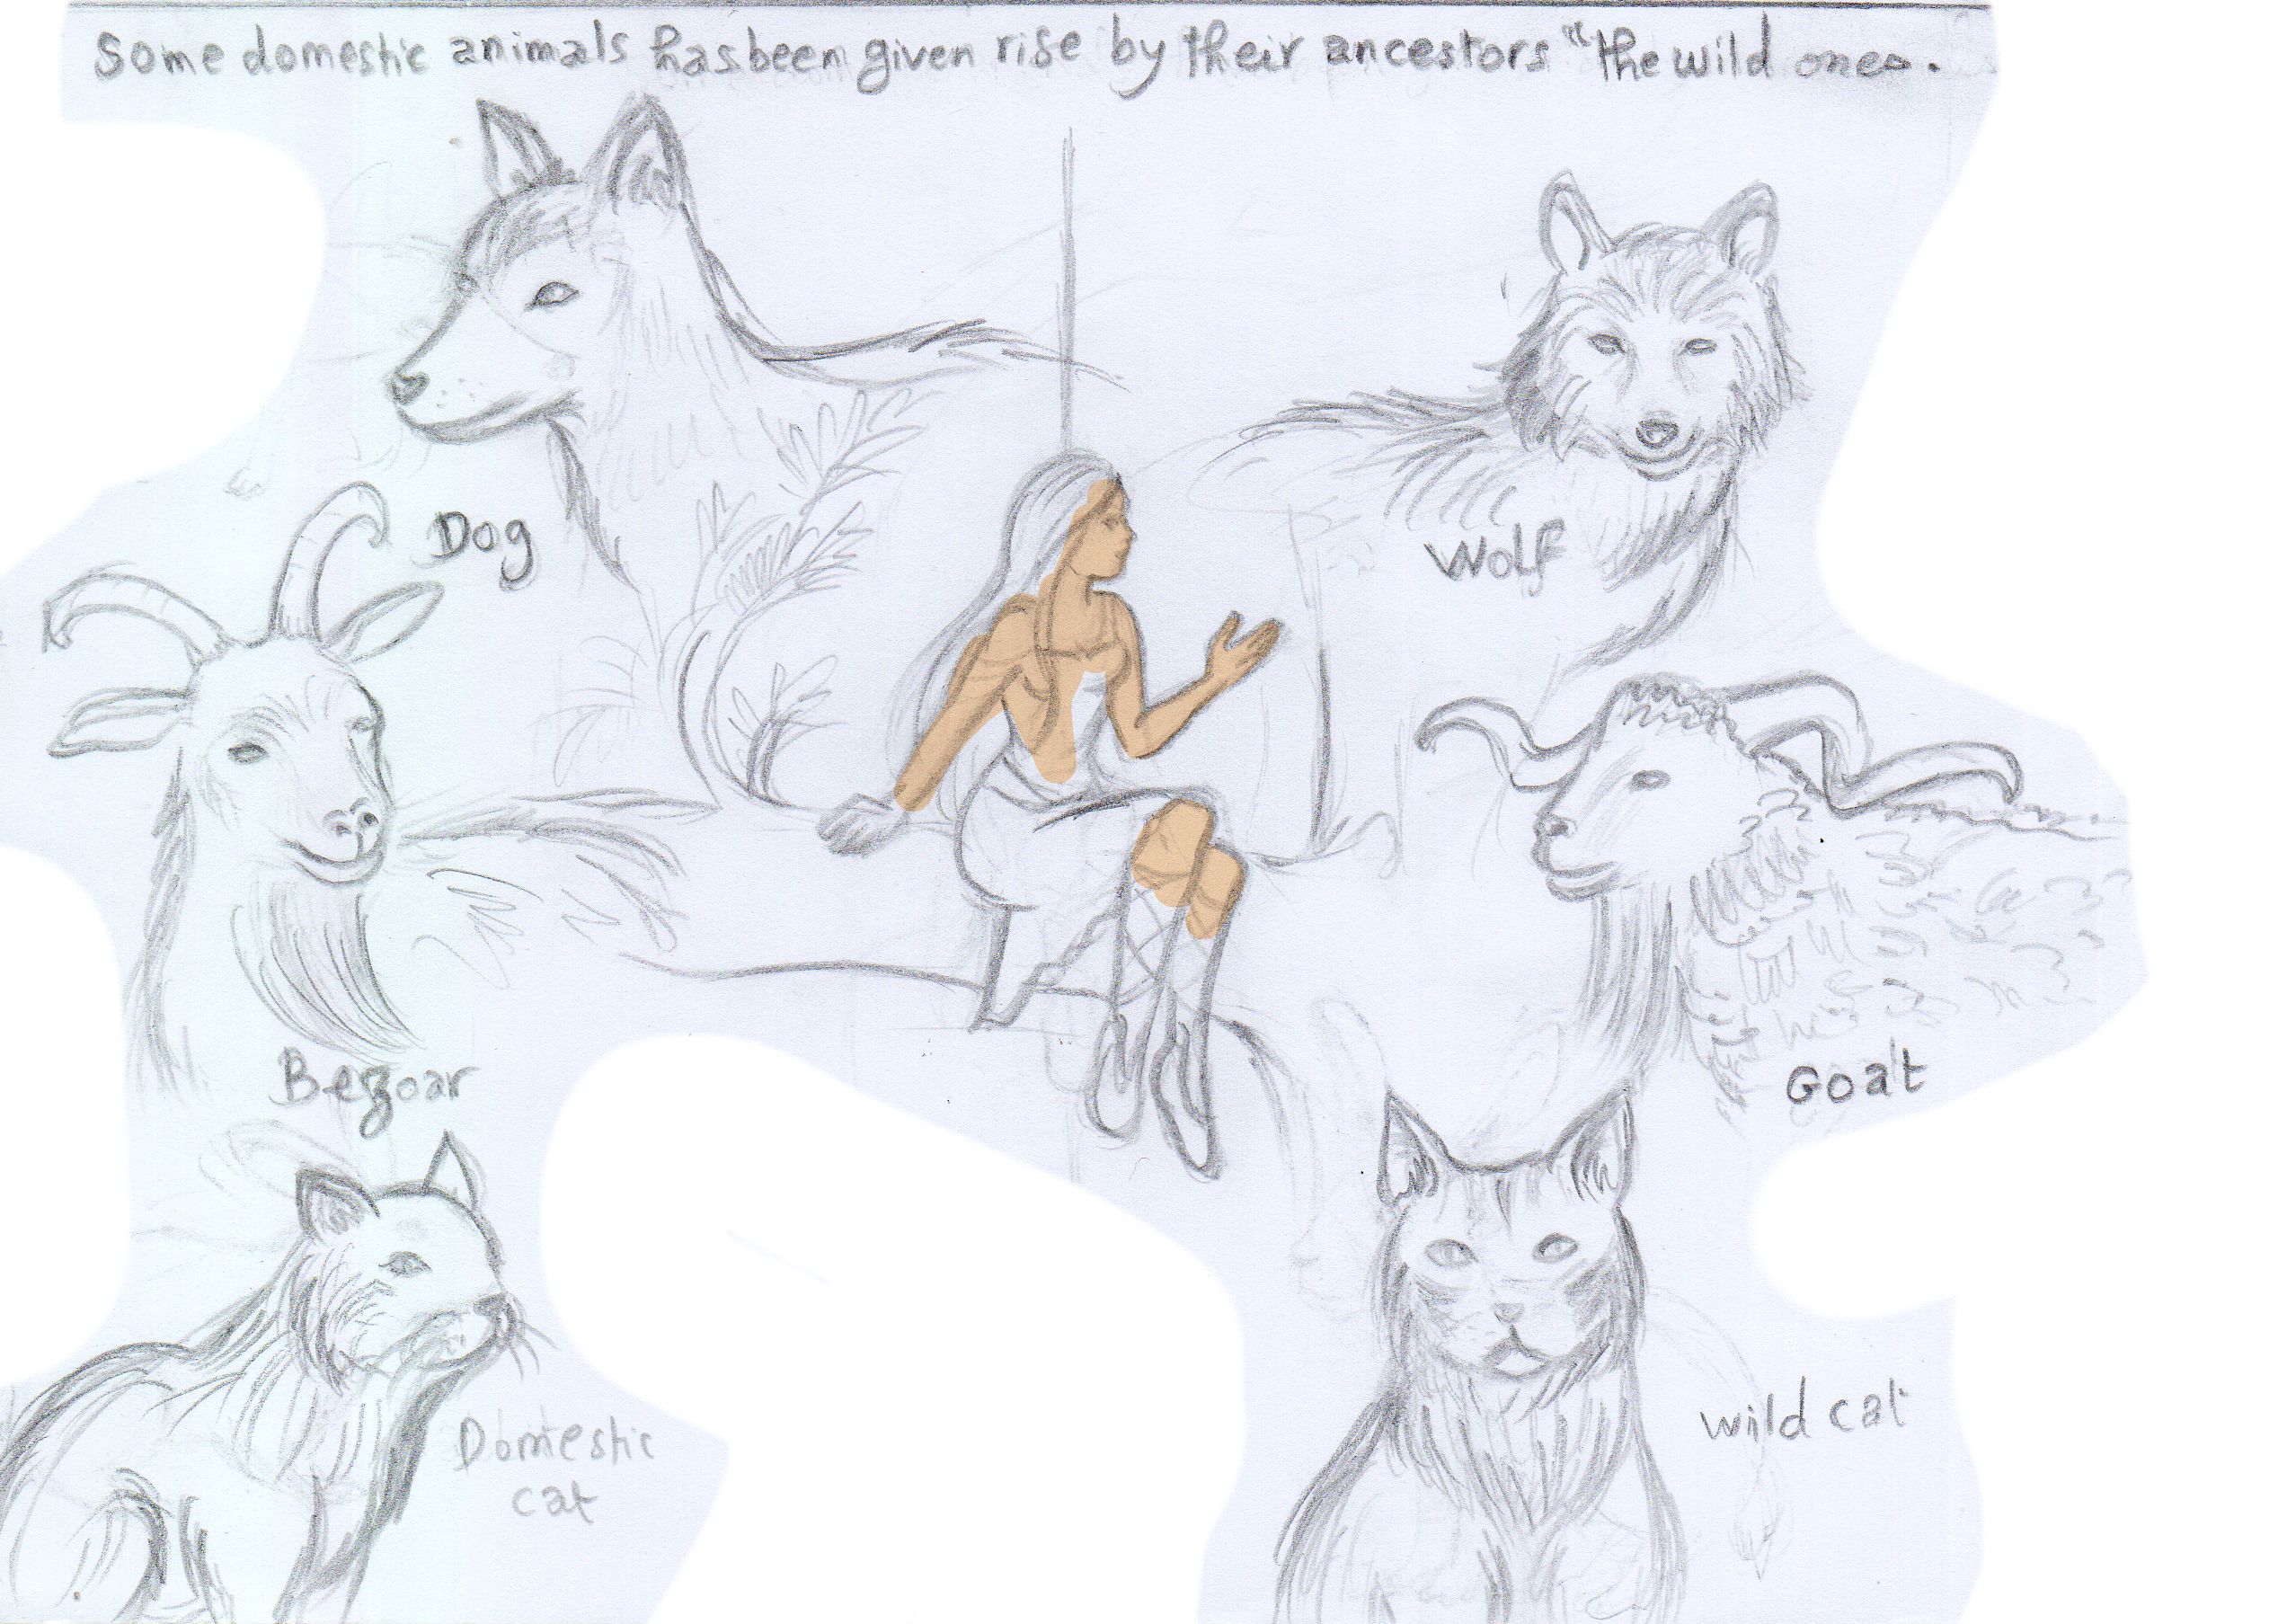 Some domestic animals has been given rise by their ancestors "the wild ones.
Dog
Wolf
Bezoar
Goat
Domestic
cat
wild cat